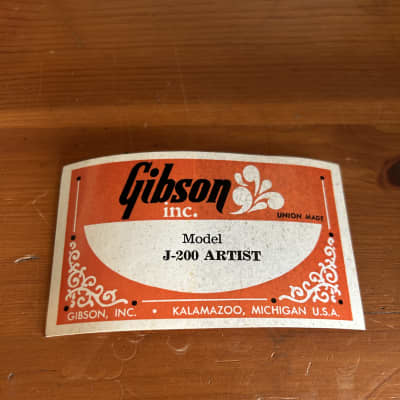 Gibson
inc.
UNION MADE
Model
J-200 ARTIST
GIBSON, INC. • KALAMAZOO, MICHIGAN U.S.A.